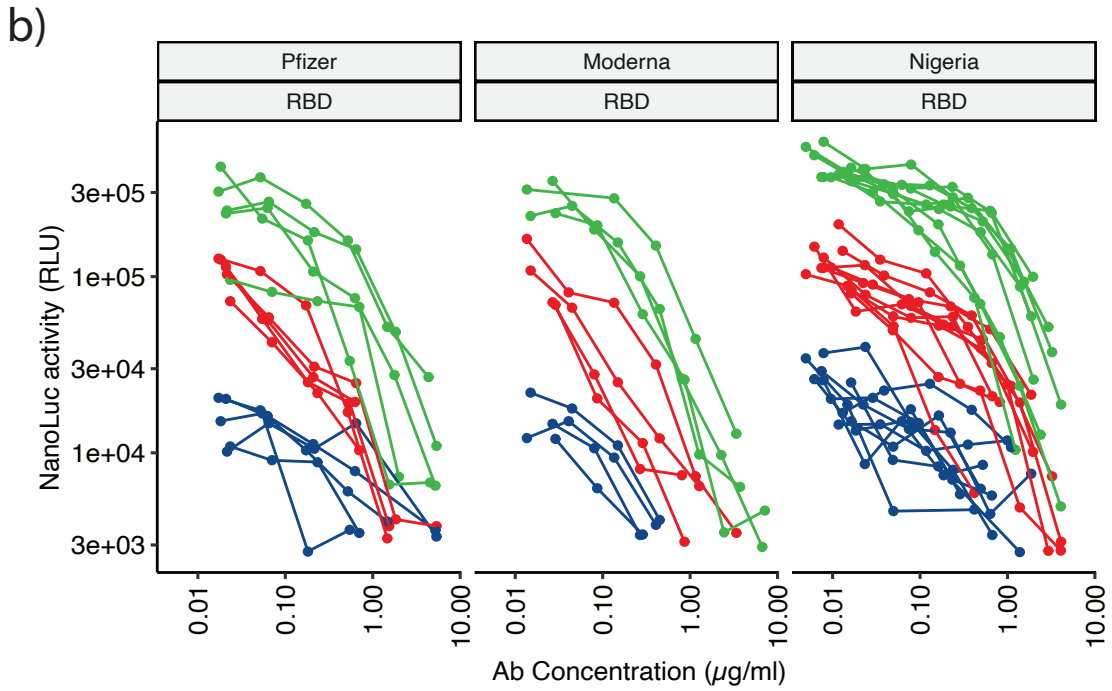 b)
Pfizer Moderna Nigeria
RBD RBD RBD
3e+05
1e+05
3e+04
1e+04
3e+03
NanoLuc activity (RLU)
0.01 0.10 1.00 10.00 0.01 0.10 1.00 10.00 0.01 0.10 1.00 10.00
Ab Concentration (µg/ml)